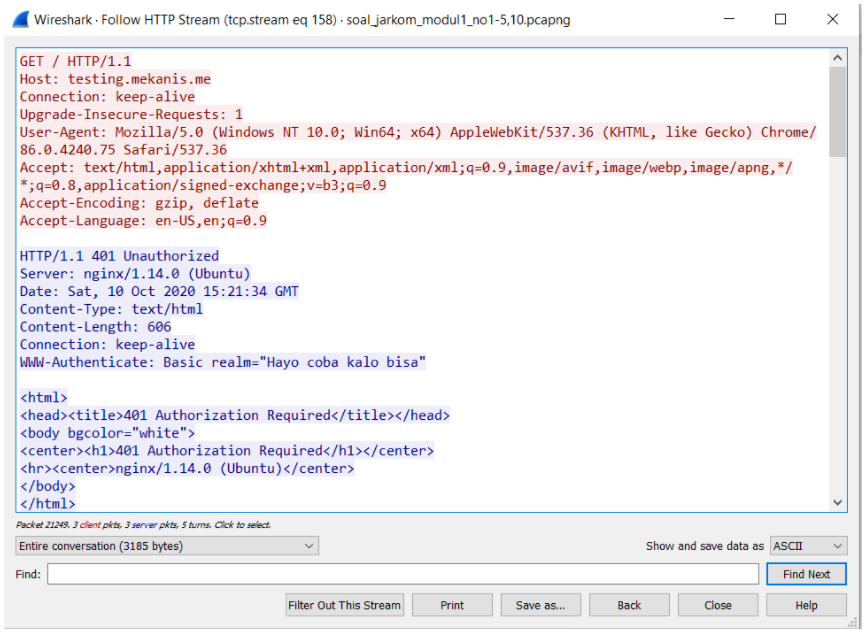 Wireshark · Follow HTTP Stream (tcp.stream eq 158) · soal_jarkom_modul1_no1-5,10.pcapng
GET / HTTP/1.1
Host: testing.mekanis.me
Connection: keep-alive
Upgrade-Insecure-Requests: 1
User-Agent: Mozilla/5.0 (Windows NT 10.0; Win64; x64) AppleWebKit/537.36 (KHTML, like Gecko) Chrome/
86.0.4240.75 Safari/537.36
Accept: text/html,application/xhtml+xml,application/xml;q=0.9,image/avif,image/webp,image/apng,*/
*;q=0.8,application/signed-exchange;v=b3;q=0.9
Accept-Encoding: gzip, deflate
Accept-Language: en-US,en;q=0.9
HTTP/1.1 401 Unauthorized
Server: nginx/1.14.0 (Ubuntu)
Date: Sat, 10 Oct 2020 15:21:34 GMT
Content-Type: text/html
Content-Length: 606
Connection: keep-alive
WWW-Authenticate: Basic realm="Hayo coba kalo bisa"
<html>
<head><title>401 Authorization Required</title></head>
<body bgcolor="white">
<center><h1>401 Authorization Required</h1></center>
<hr><center>nginx/1.14.0 (Ubuntu)</center>
</body>
</html>
Packet 21249. 3 client pkts, 3 server pkts, 5 turns. Click to select.
Entire conversation (3185 bytes) Show and save data as ASCII
Find: Find Next
Filter Out This Stream Print Save as... Back Close Help